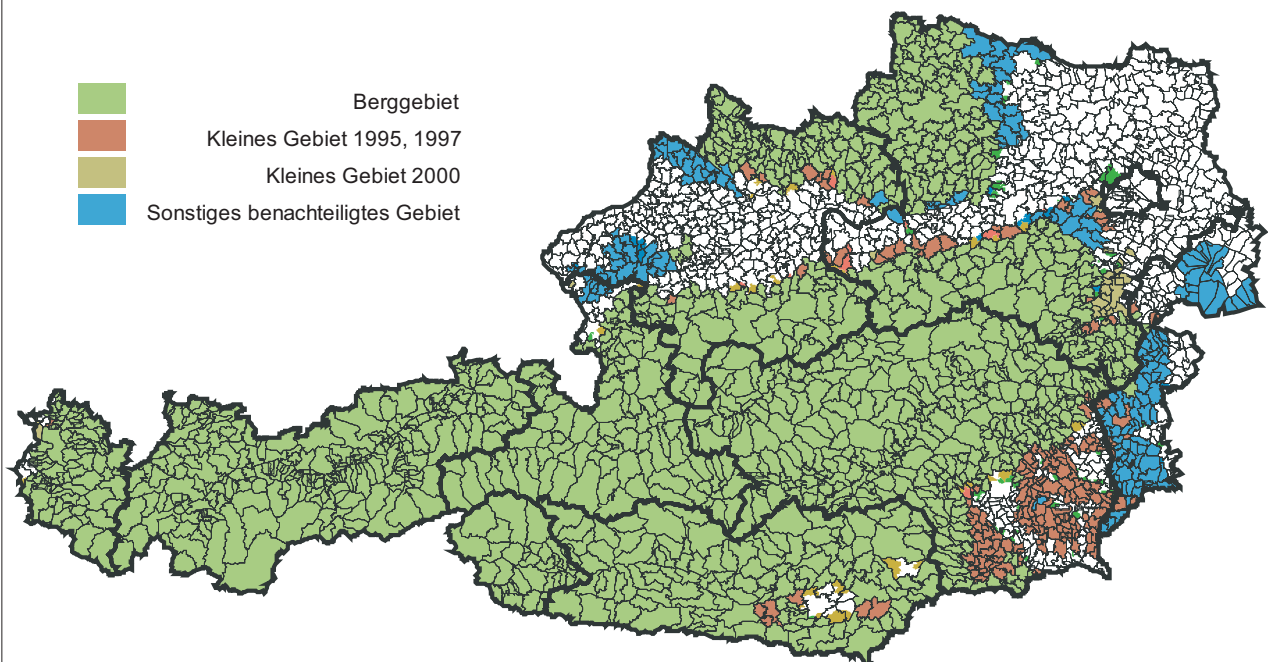 Berggebiet
Kleines Gebiet 1995, 1997
Kleines Gebiet 2000
Sonstiges benachteiligtes Gebiet